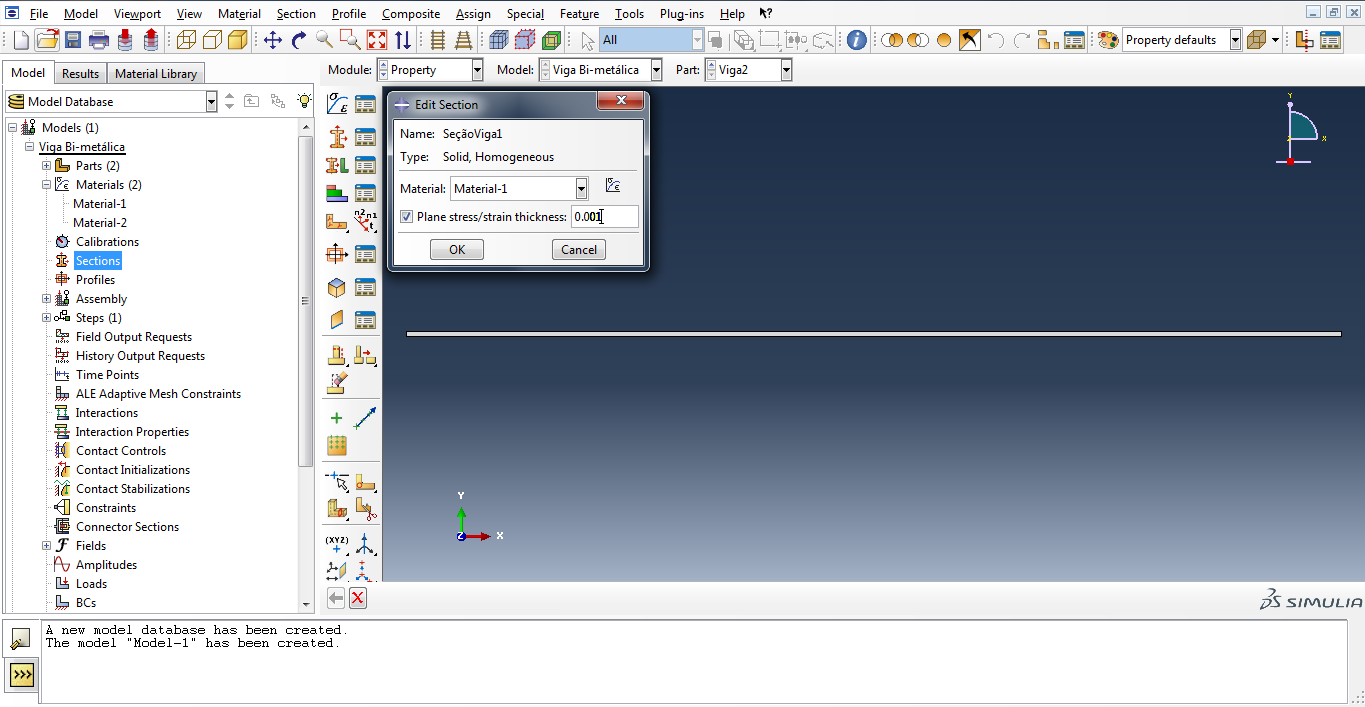 File Model Viewport View Material Section Profile Composite Assign Special Feature Tools Plug-ins Help
All
Property defaults
Model Results Material Library
Module: Property Model: Viga Bi-metálica Part: Viga2
Model Database
Models (1)
Viga Bi-metálica
Parts (2)
Materials (2)
Material-1
Material-2
Calibrations
Sections
Profiles
Assembly
Steps (1)
Field Output Requests
History Output Requests
Time Points
ALE Adaptive Mesh Constraints
Interactions
Interaction Properties
Contact Controls
Contact Initializations
Contact Stabilizations
Constraints
Connector Sections
Fields
Amplitudes
Loads
BCs
n2 n1
t
(XYZ)
Edit Section
Name: SeçãoViga1
Type: Solid, Homogeneous
Material: Material-1
Plane stress/strain thickness: 0.001
OK Cancel
Y
X
Z
Y
Z
X
SIMULIA
A new model database has been created.
The model "Model-1" has been created.
>>>